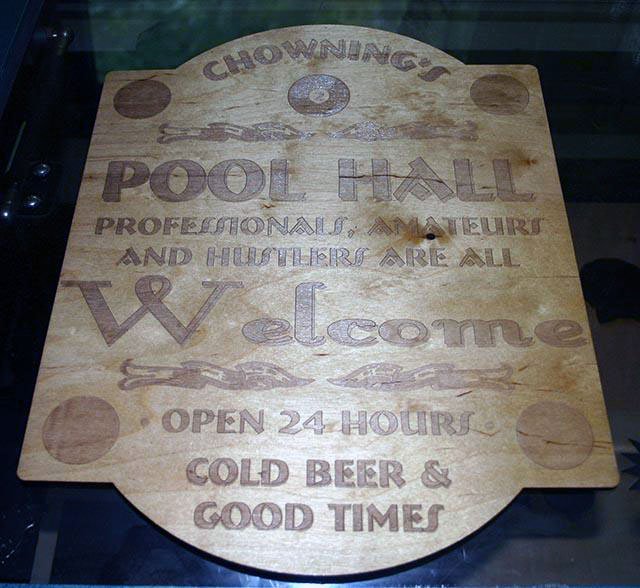 CHOWNING'S
POOL HALL
PROFESSIONALS, AMATEURS
AND HUSTLERS ARE ALL
Welcome
OPEN 24 HOURS
COLD BEER &
GOOD TIMES